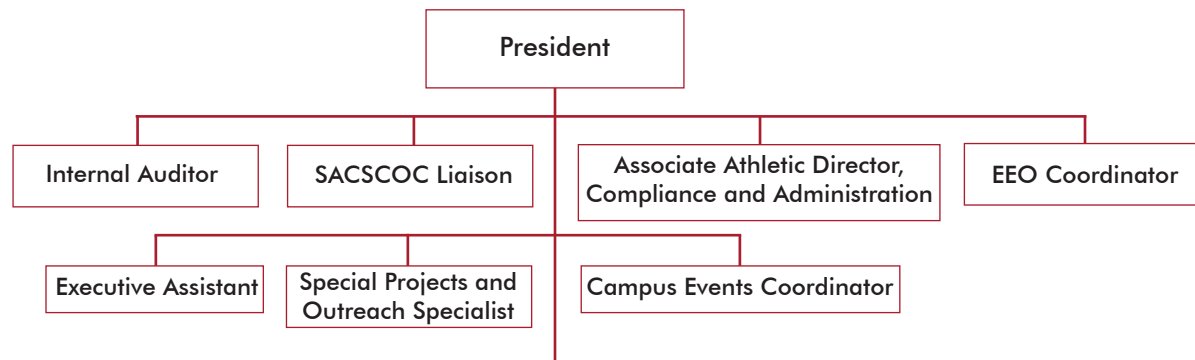 President
Internal Auditor
SACSCOC Liaison
Associate Athletic Director,
Compliance and Administration
EEO Coordinator
Executive Assistant
Special Projects and
Outreach Specialist
Campus Events Coordinator